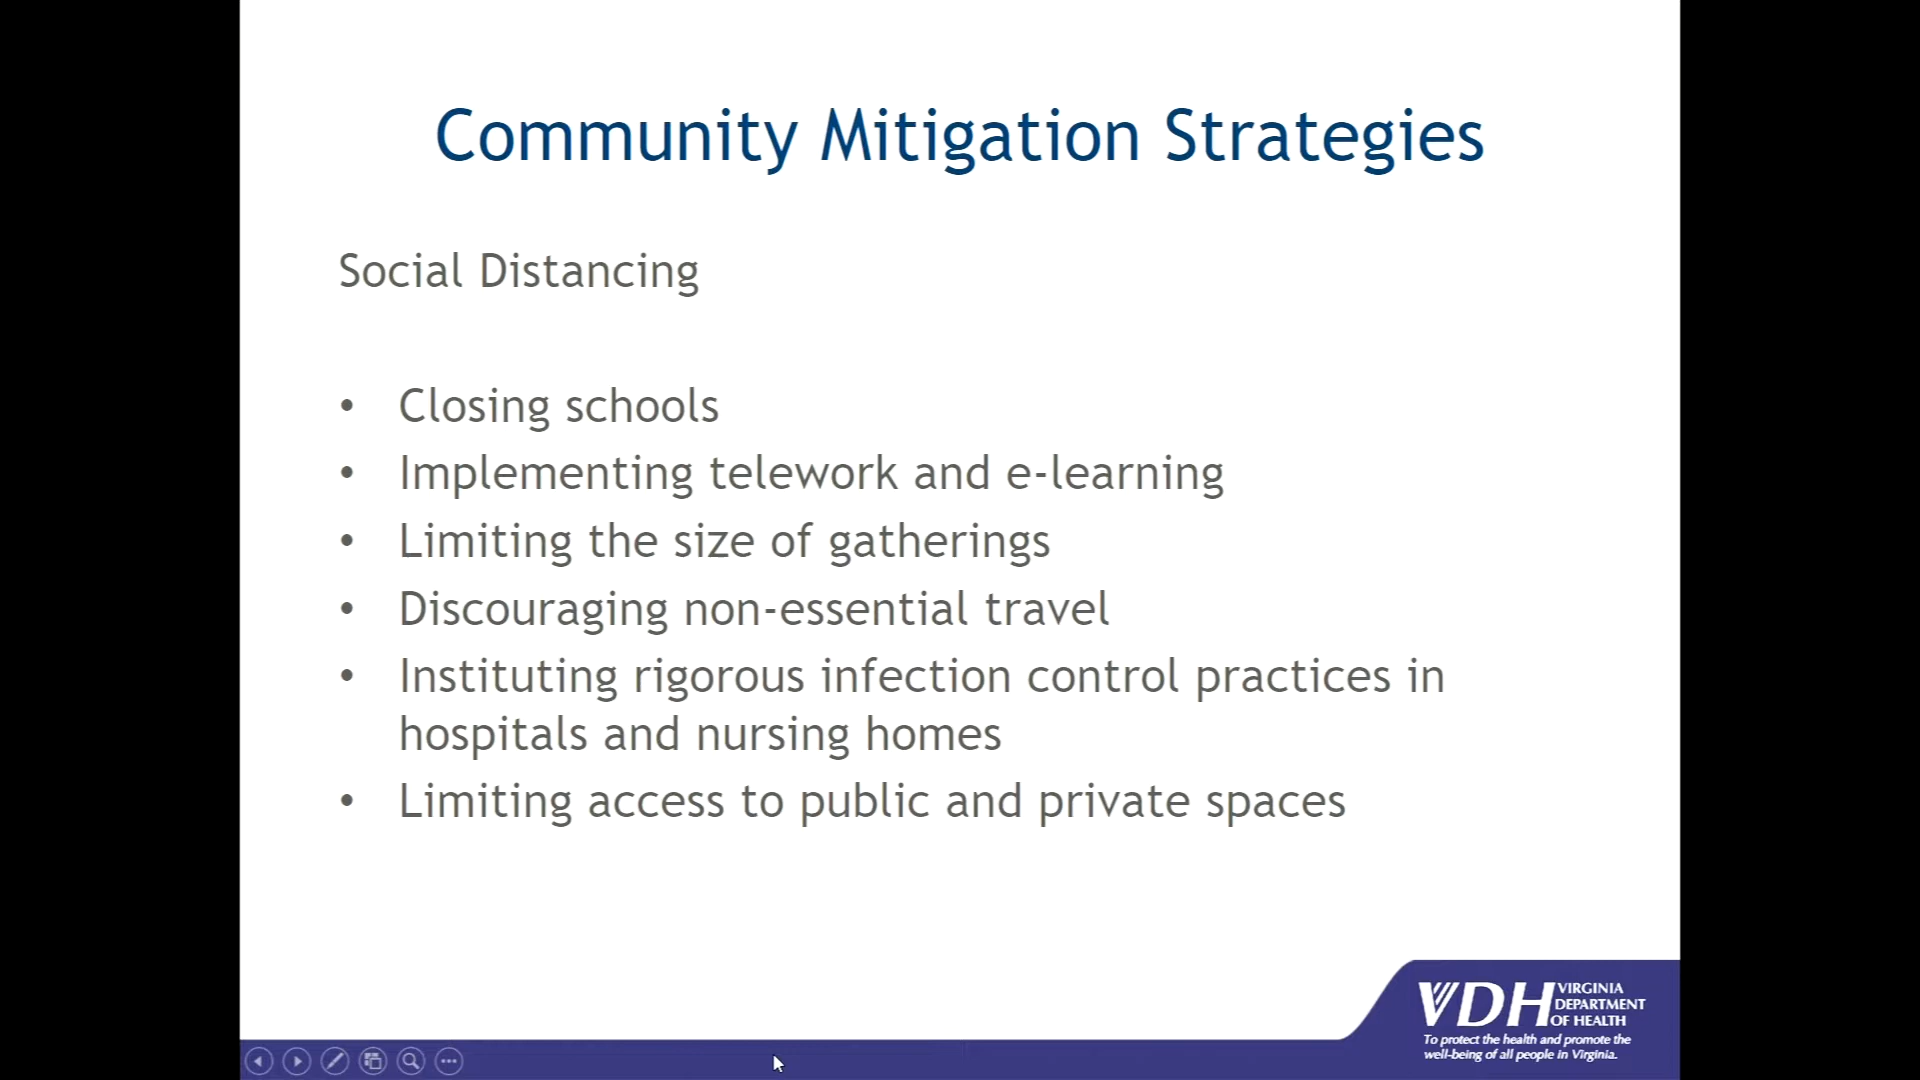 Community Mitigation Strategies
Social Distancing
• Closing schools
• Implementing telework and e-learning
• Limiting the size of gatherings
• Discouraging non-essential travel
• Instituting rigorous infection control practices in
hospitals and nursing homes
• Limiting access to public and private spaces
VDH VIRGINIA
DEPARTMENT
OF HEALTH
To protect the health and promote the
well-being of all people in Virginia.